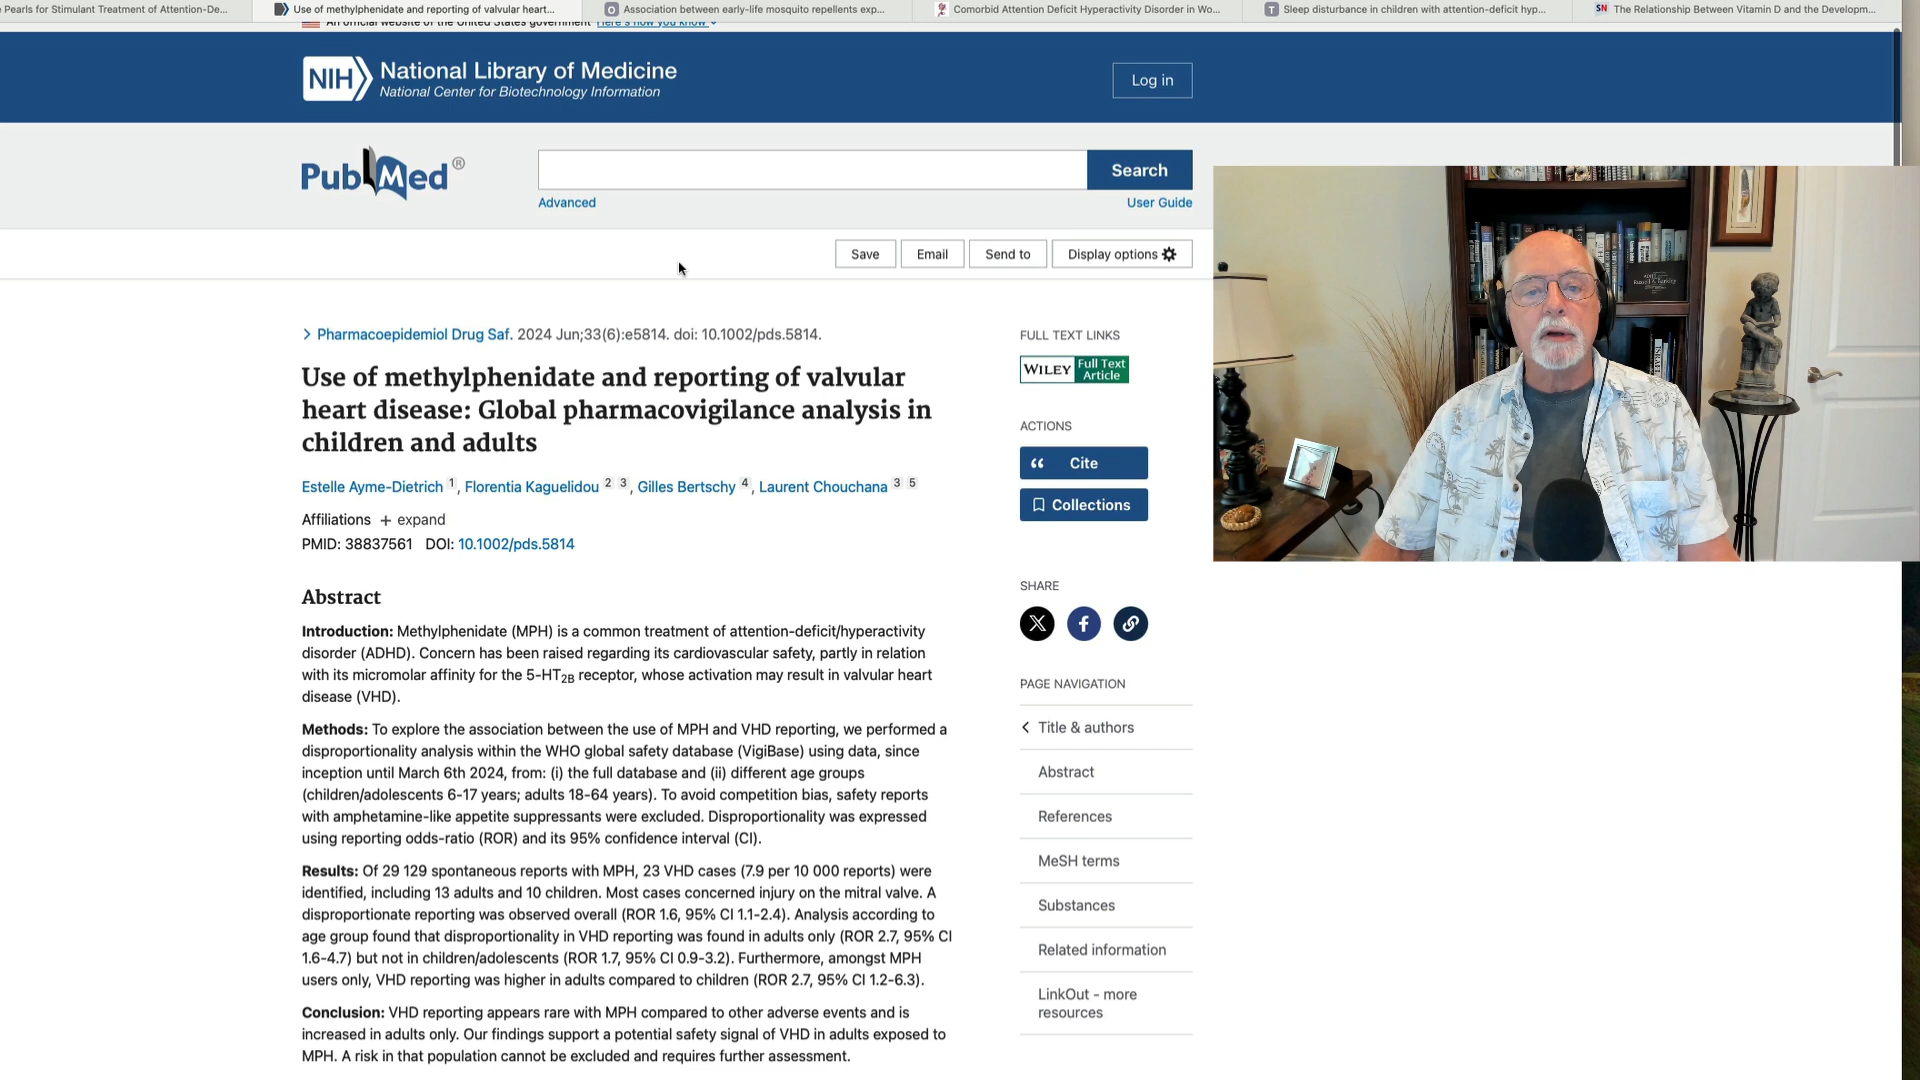 Pearls for Stimulant Treatment of Attention-De...
Use of methylphenidate and reporting of valvular heart...
Association between early-life mosquito repellents exp...
Comorbid Attention Deficit Hyperactivity Disorder in Wo...
Sleep disturbance in children with attention-deficit hyp...
SN The Relationship Between Vitamin D and the Developm...
An official website of the United States government Here's how you know
NIH National Library of Medicine
National Center for Biotechnology Information
Log in
PubMed®
Search
Advanced
User Guide
Save
Email
Send to
Display options
Pharmacoepidemiol Drug Saf. 2024 Jun;33(6):e5814. doi: 10.1002/pds.5814.
Use of methylphenidate and reporting of valvular
heart disease: Global pharmacovigilance analysis in
children and adults
Estelle Ayme-Dietrich 1, Florentia Kaguelidou 2 3, Gilles Bertschy 4, Laurent Chouchana 3 5
Affiliations + expand
PMID: 38837561 DOI: 10.1002/pds.5814
Abstract
Introduction: Methylphenidate (MPH) is a common treatment of attention-deficit/hyperactivity
disorder (ADHD). Concern has been raised regarding its cardiovascular safety, partly in relation
with its micromolar affinity for the 5-HT2B receptor, whose activation may result in valvular heart
disease (VHD).
Methods: To explore the association between the use of MPH and VHD reporting, we performed a
disproportionality analysis within the WHO global safety database (VigiBase) using data, since
inception until March 6th 2024, from: (i) the full database and (ii) different age groups
(children/adolescents 6-17 years; adults 18-64 years). To avoid competition bias, safety reports
with amphetamine-like appetite suppressants were excluded. Disproportionality was expressed
using reporting odds-ratio (ROR) and its 95% confidence interval (CI).
Results: Of 29 129 spontaneous reports with MPH, 23 VHD cases (7.9 per 10 000 reports) were
identified, including 13 adults and 10 children. Most cases concerned injury on the mitral valve. A
disproportionate reporting was observed overall (ROR 1.6, 95% CI 1.1-2.4). Analysis according to
age group found that disproportionality in VHD reporting was found in adults only (ROR 2.7, 95% CI
1.6-4.7) but not in children/adolescents (ROR 1.7, 95% CI 0.9-3.2). Furthermore, amongst MPH
users only, VHD reporting was higher in adults compared to children (ROR 2.7, 95% CI 1.2-6.3).
Conclusion: VHD reporting appears rare with MPH compared to other adverse events and is
increased in adults only. Our findings support a potential safety signal of VHD in adults exposed to
MPH. A risk in that population cannot be excluded and requires further assessment.
FULL TEXT LINKS
WILEY Full Text
Article
ACTIONS
Cite
Collections
SHARE
PAGE NAVIGATION
Title & authors
Abstract
References
MeSH terms
Substances
Related information
LinkOut - more
resources